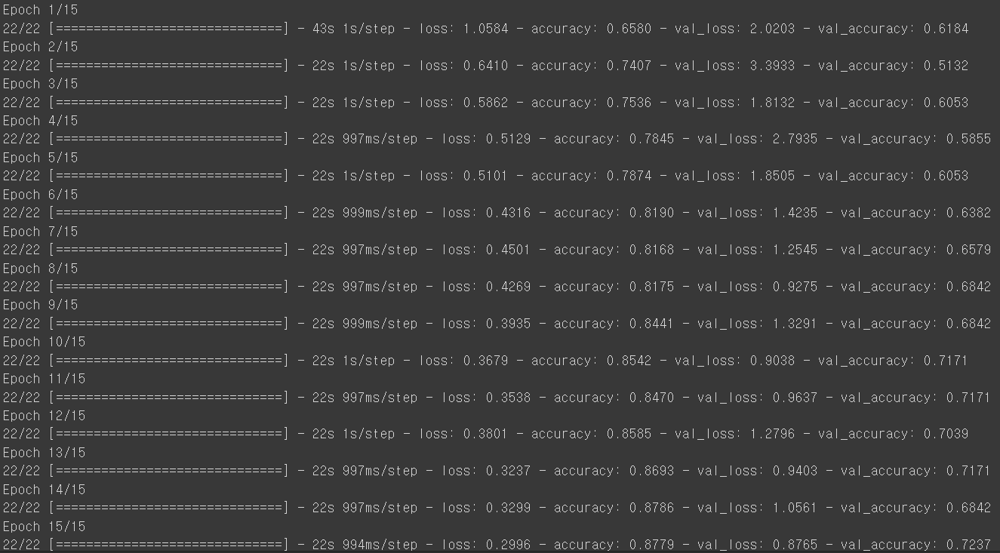 Epoch 1/15
22/22 [==============================] - 43s 1s/step - loss: 1.0584 - accuracy: 0.6580 - val_loss: 2.0203 - val_accuracy: 0.6184
Epoch 2/15
22/22 [==============================] - 22s 1s/step - loss: 0.6410 - accuracy: 0.7407 - val_loss: 3.3933 - val_accuracy: 0.5132
Epoch 3/15
22/22 [==============================] - 22s 1s/step - loss: 0.5862 - accuracy: 0.7536 - val_loss: 1.8132 - val_accuracy: 0.6053
Epoch 4/15
22/22 [==============================] - 22s 997ms/step - loss: 0.5129 - accuracy: 0.7845 - val_loss: 2.7935 - val_accuracy: 0.5855
Epoch 5/15
22/22 [==============================] - 22s 1s/step - loss: 0.5101 - accuracy: 0.7874 - val_loss: 1.8505 - val_accuracy: 0.6053
Epoch 6/15
22/22 [==============================] - 22s 999ms/step - loss: 0.4316 - accuracy: 0.8190 - val_loss: 1.4235 - val_accuracy: 0.6382
Epoch 7/15
22/22 [==============================] - 22s 997ms/step - loss: 0.4501 - accuracy: 0.8168 - val_loss: 1.2545 - val_accuracy: 0.6579
Epoch 8/15
22/22 [==============================] - 22s 997ms/step - loss: 0.4269 - accuracy: 0.8175 - val_loss: 0.9275 - val_accuracy: 0.6842
Epoch 9/15
22/22 [==============================] - 22s 999ms/step - loss: 0.3935 - accuracy: 0.8441 - val_loss: 1.3291 - val_accuracy: 0.6842
Epoch 10/15
22/22 [==============================] - 22s 1s/step - loss: 0.3679 - accuracy: 0.8542 - val_loss: 0.9038 - val_accuracy: 0.7171
Epoch 11/15
22/22 [==============================] - 22s 997ms/step - loss: 0.3538 - accuracy: 0.8470 - val_loss: 0.9637 - val_accuracy: 0.7171
Epoch 12/15
22/22 [==============================] - 22s 1s/step - loss: 0.3801 - accuracy: 0.8585 - val_loss: 1.2796 - val_accuracy: 0.7039
Epoch 13/15
22/22 [==============================] - 22s 997ms/step - loss: 0.3237 - accuracy: 0.8693 - val_loss: 0.9403 - val_accuracy: 0.7171
Epoch 14/15
22/22 [==============================] - 22s 997ms/step - loss: 0.3299 - accuracy: 0.8786 - val_loss: 1.0561 - val_accuracy: 0.6842
Epoch 15/15
22/22 [==============================] - 22s 994ms/step - loss: 0.2996 - accuracy: 0.8779 - val_loss: 0.8765 - val_accuracy: 0.7237